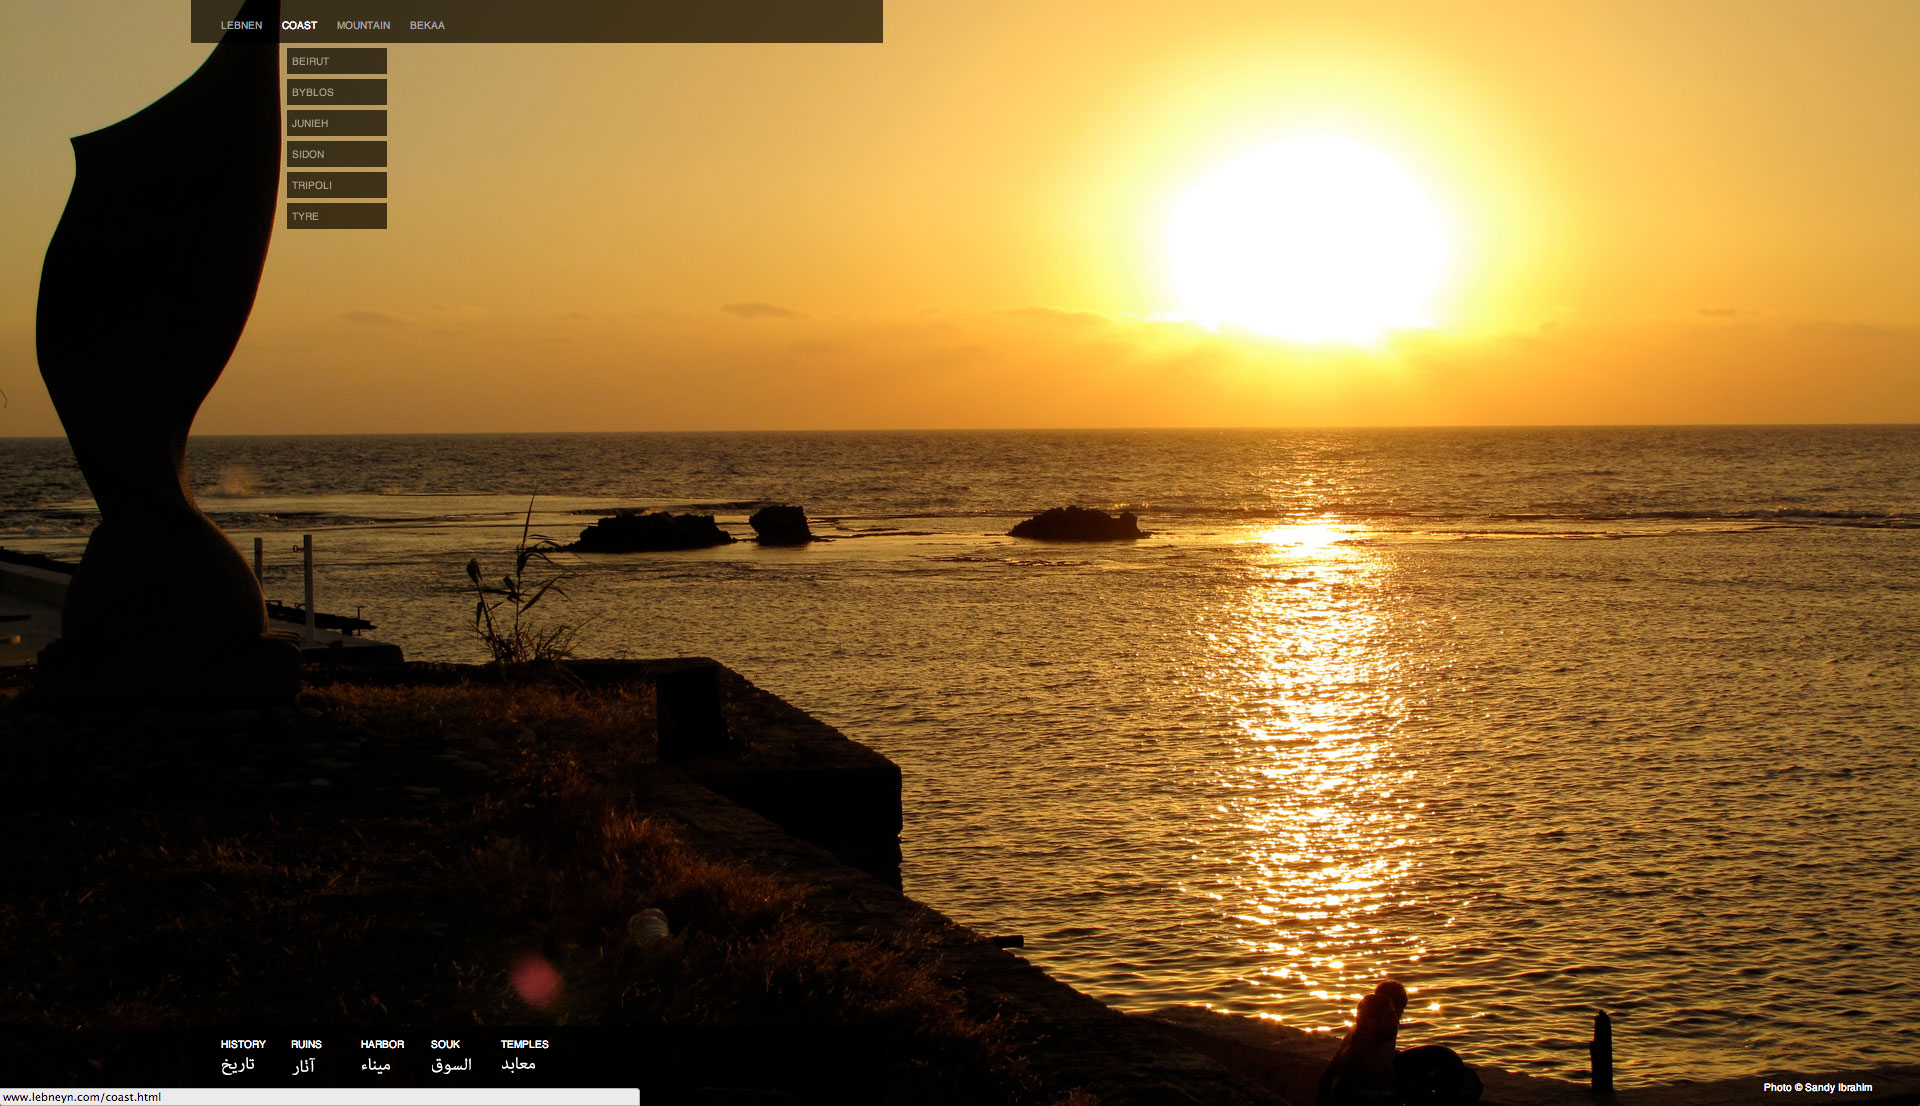 LEBNEN COAST MOUNTAIN BEKAA
BEIRUT
BYBLOS
JUNIEH
SIDON
TRIPOLI
TYRE
HISTORY RUINS HARBOR SOUK TEMPLES
تاريخ آثار ميناء السوق معابد
www.lebneyn.com/coast.html
Photo © Sandy Ibrahim